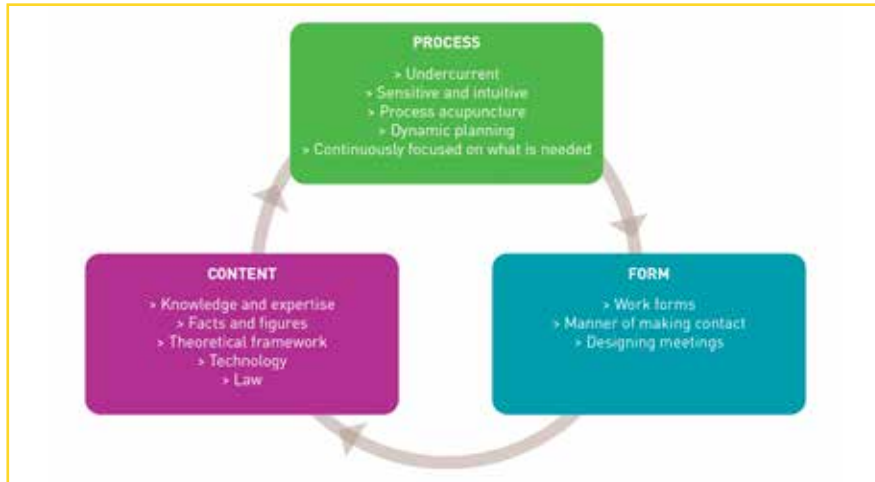 PROCESS
> Undercurrent
> Sensitive and intuitive
> Process acupuncture
> Dynamic planning
> Continuously focused on what is needed
CONTENT
> Knowledge and expertise
> Facts and figures
> Theoretical framework
> Technology
> Law
FORM
> Work forms
> Manner of making contact
> Designing meetings